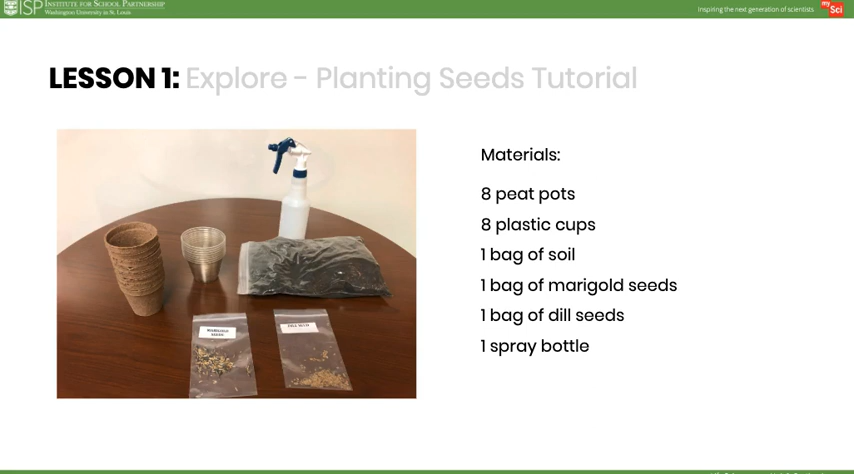 ISP INSTITUTE FOR SCHOOL PARTNERSHIP
Washington University in St. Louis
Inspiring the next generation of scientists
my Sci
LESSON 1: Explore - Planting Seeds Tutorial
Materials:
8 peat pots
8 plastic cups
1 bag of soil
1 bag of marigold seeds
1 bag of dill seeds
1 spray bottle
MARIGOLD
SEEDS
DILL SEED